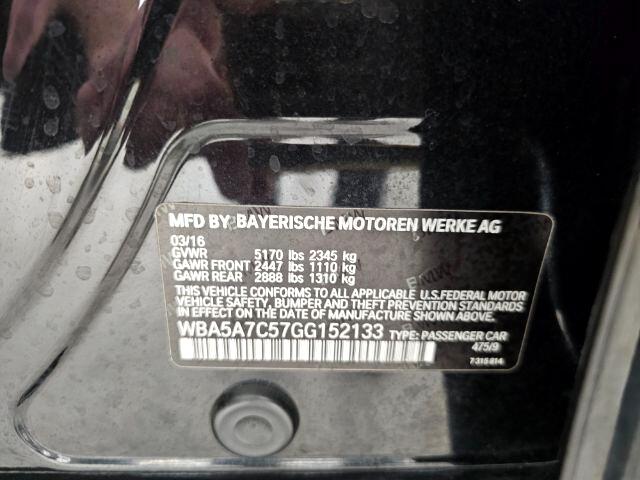 MFD BY BAYERISCHE MOTOREN WERKE AG
03/16
GVWR 5170 lbs 2345 kg
GAWR FRONT 2447 lbs 1110 kg
GAWR REAR 2888 lbs 1310 kg
THIS VEHICLE CONFORMS TO ALL APPLICABLE U.S.FEDERAL MOTOR
VEHICLE SAFETY, BUMPER AND THEFT PREVENTION STANDARDS
IN EFFECT ON THE DATE OF MANUFACTURE SHOWN ABOVE.
WBA5A7C57GG152133 TYPE: PASSENGER CAR
475/9
7 315 814